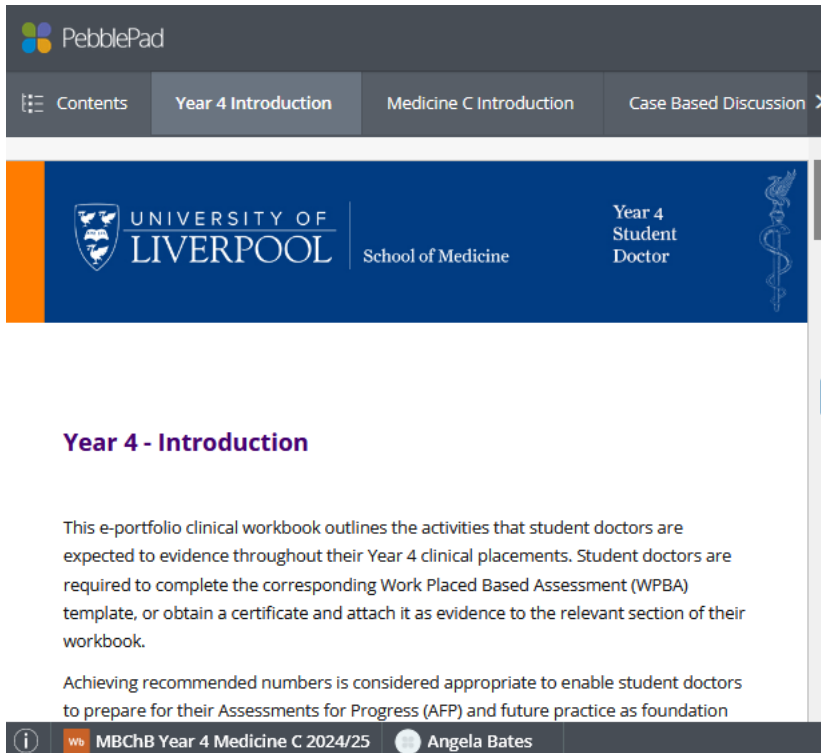 PebblePad
Contents
Year 4 Introduction
Medicine C Introduction
Case Based Discussion
UNIVERSITY OF
LIVERPOOL
School of Medicine
Year 4
Student
Doctor
Year 4 - Introduction
This e-portfolio clinical workbook outlines the activities that student doctors are
expected to evidence throughout their Year 4 clinical placements. Student doctors are
required to complete the corresponding Work Placed Based Assessment (WPBA)
template, or obtain a certificate and attach it as evidence to the relevant section of their
workbook.
Achieving recommended numbers is considered appropriate to enable student doctors
to prepare for their Assessments for Progress (AFP) and future practice as foundation
Wb MBChB Year 4 Medicine C 2024/25
Angela Bates